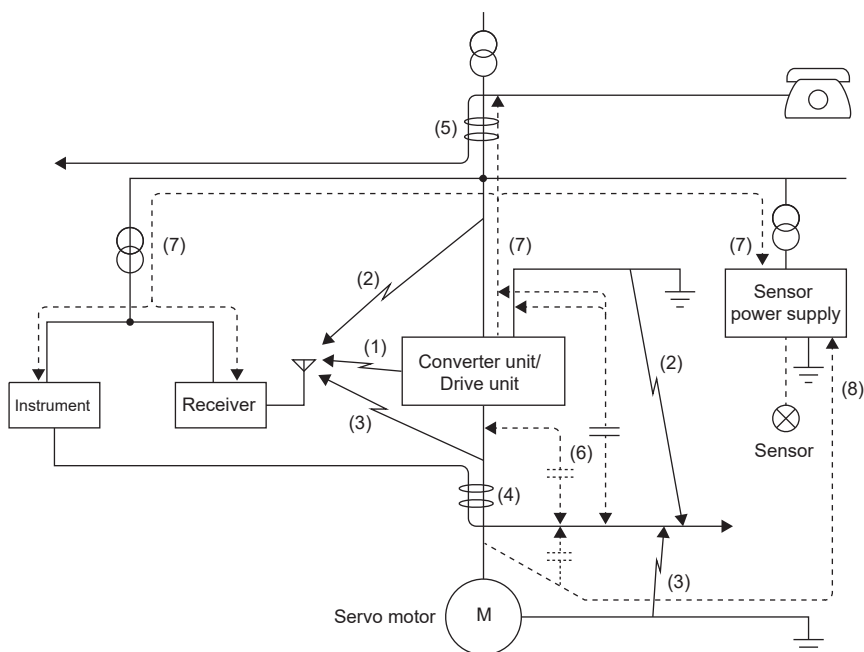 (5)
(7)
(7)
(7)
(2)
Sensor
power supply
(1)
Converter unit/
Drive unit
(2)
Instrument
Receiver
(3)
(8)
(6)
Sensor
(4)
(3)
Servo motor
M